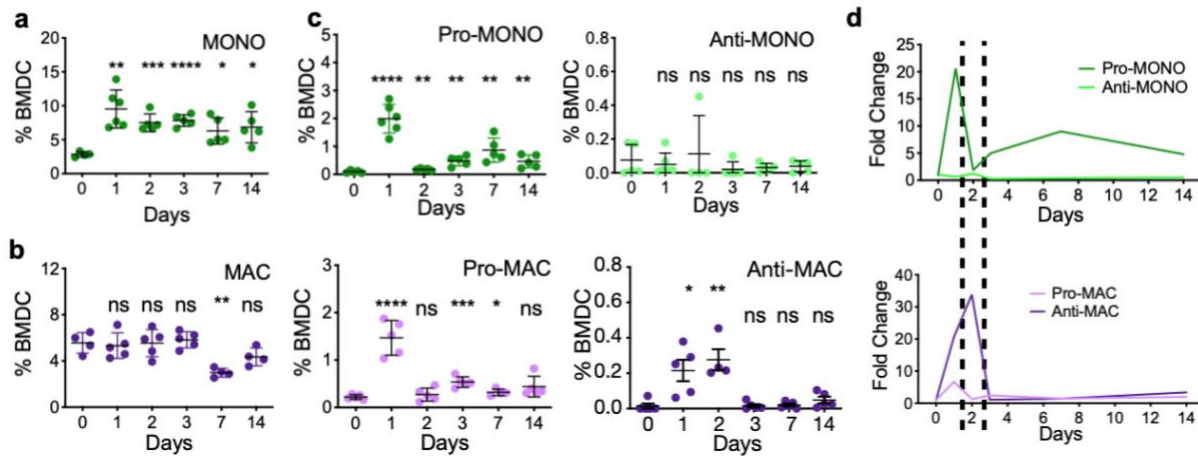 a
MONO
% BMDC
20
15
10
5
0
** *** **** * *
0 1 2 3 7 14
Days
c
Pro-MONO
% BMDC
5
4
3
2
1
0
**** ** ** ** **
0 1 2 3 7 14
Days
Anti-MONO
% BMDC
0.8
0.6
0.4
0.2
0.0
ns ns ns ns ns
0 1 2 3 7 14
Days
d
Fold Change
25
20
15
10
5
0
Pro-MONO
Anti-MONO
0 2 4 6 8 10 12 14
Days
b
MAC
% BMDC
12
9
6
3
0
ns ns ns ** ns
0 1 2 3 7 14
Days
Pro-MAC
% BMDC
3
2
1
0
**** ns *** * ns
0 1 2 3 7 14
Days
Anti-MAC
% BMDC
0.8
0.6
0.4
0.2
0.0
* ** ns ns ns
0 1 2 3 7 14
Days
Fold Change
40
30
20
10
0
Pro-MAC
Anti-MAC
0 2 4 6 8 10 12 14
Days